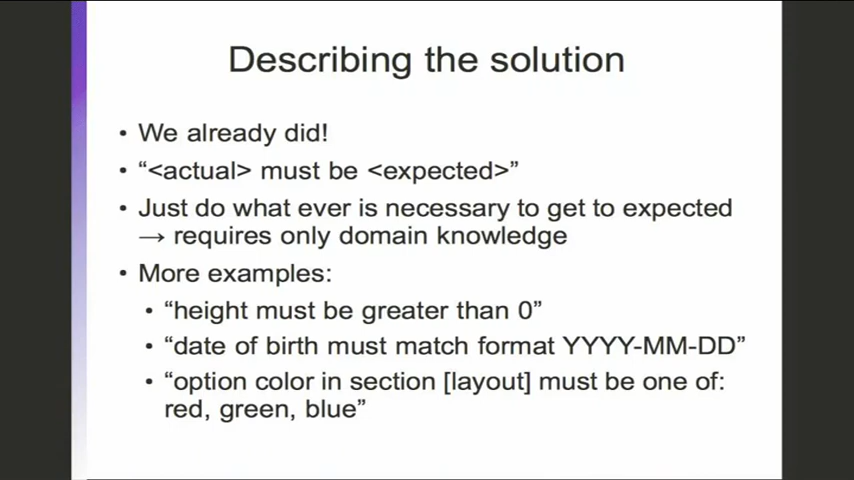 Describing the solution
• We already did!
• “<actual> must be <expected>”
• Just do what ever is necessary to get to expected
→ requires only domain knowledge
• More examples:
• “height must be greater than 0”
• “date of birth must match format YYYY-MM-DD”
• “option color in section [layout] must be one of:
red, green, blue”